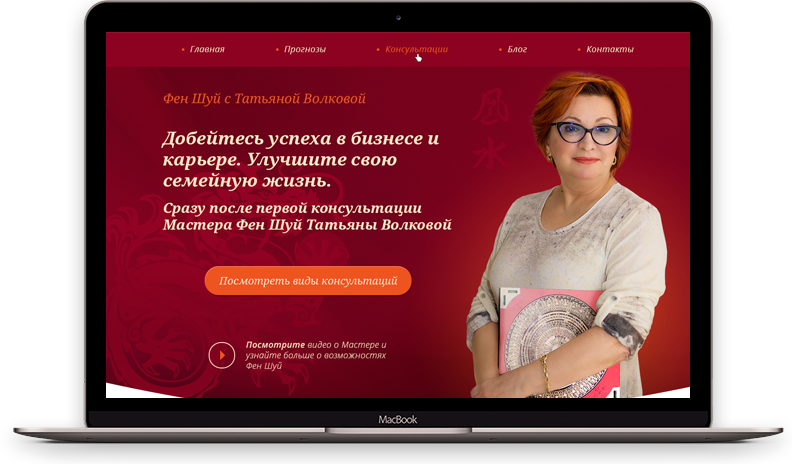 Главная
Прогнозы
Консультации
Блог
Контакты
Фен Шуй с Татьяной Волковой
风
水
Добейтесь успеха в бизнесе и
карьере. Улучшите свою
семейную жизнь.
Сразу после первой консультации
Мастера Фен Шуй Татьяны Волковой
Посмотреть виды консультаций
Посмотрите видео о Мастере и
узнайте больше о возможностях
Фен Шуй
MacBook